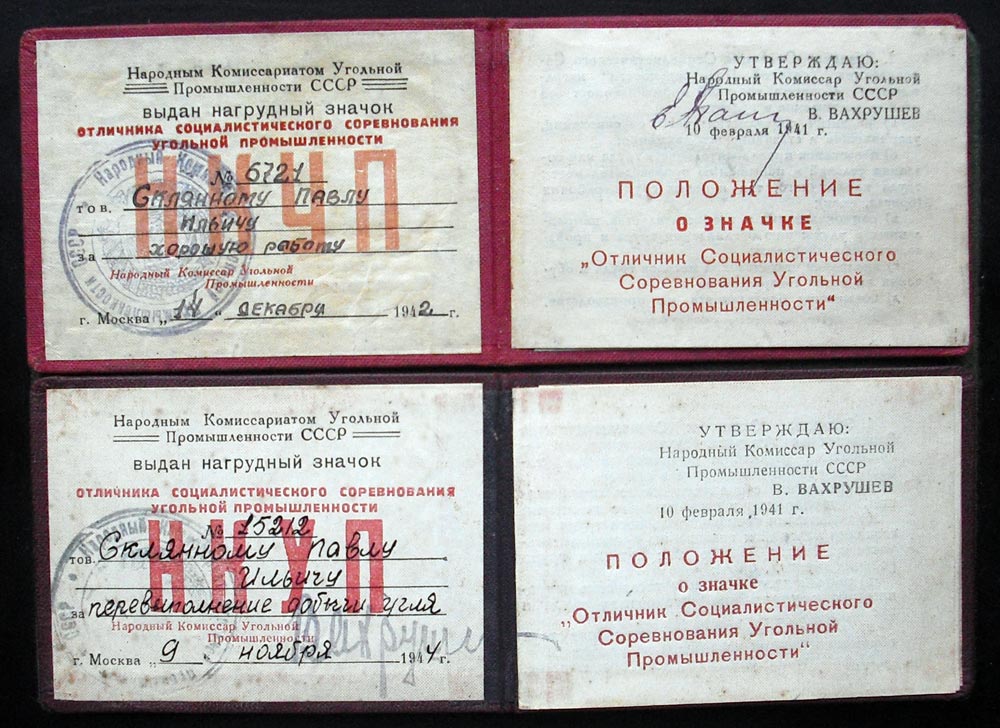 Народным Комиссариатом Угольной
Промышленности СССР
выдан нагрудный значок
ОТЛИЧНИКА СОЦИАЛИСТИЧЕСКОГО СОРЕВНОВАНИЯ
УГОЛЬНОЙ ПРОМЫШЛЕННОСТИ
НКУП
№ 6721
тов. Склянному Павлу
Ильичу
за хорошую работу
Народный Комиссар Угольной
Промышленности
г. Москва „14“ декабря 1942 г.
УТВЕРЖДАЮ:
Народный Комиссар Угольной
Промышленности СССР
В. ВАХРУШЕВ
10 февраля 1941 г.
ПОЛОЖЕНИЕ
О ЗНАЧКЕ
„Отличник Социалистического
Соревнования Угольной
Промышленности“
Народным Комиссариатом Угольной
Промышленности СССР
выдан нагрудный значок
ОТЛИЧНИКА СОЦИАЛИСТИЧЕСКОГО СОРЕВНОВАНИЯ
УГОЛЬНОЙ ПРОМЫШЛЕННОСТИ
НКУП
№ 15212
тов. Склянному Павлу
Ильичу
за перевыполнение добычи угля
Народный Комиссар Угольной
Промышленности
г. Москва „9 ноября 1944 г.
УТВЕРЖДАЮ:
Народный Комиссар Угольной
Промышленности СССР
В. ВАХРУШЕВ
10 февраля 1941 г.
ПОЛОЖЕНИЕ
о значке
„Отличник Социалистического
Соревнования Угольной
Промышленности“